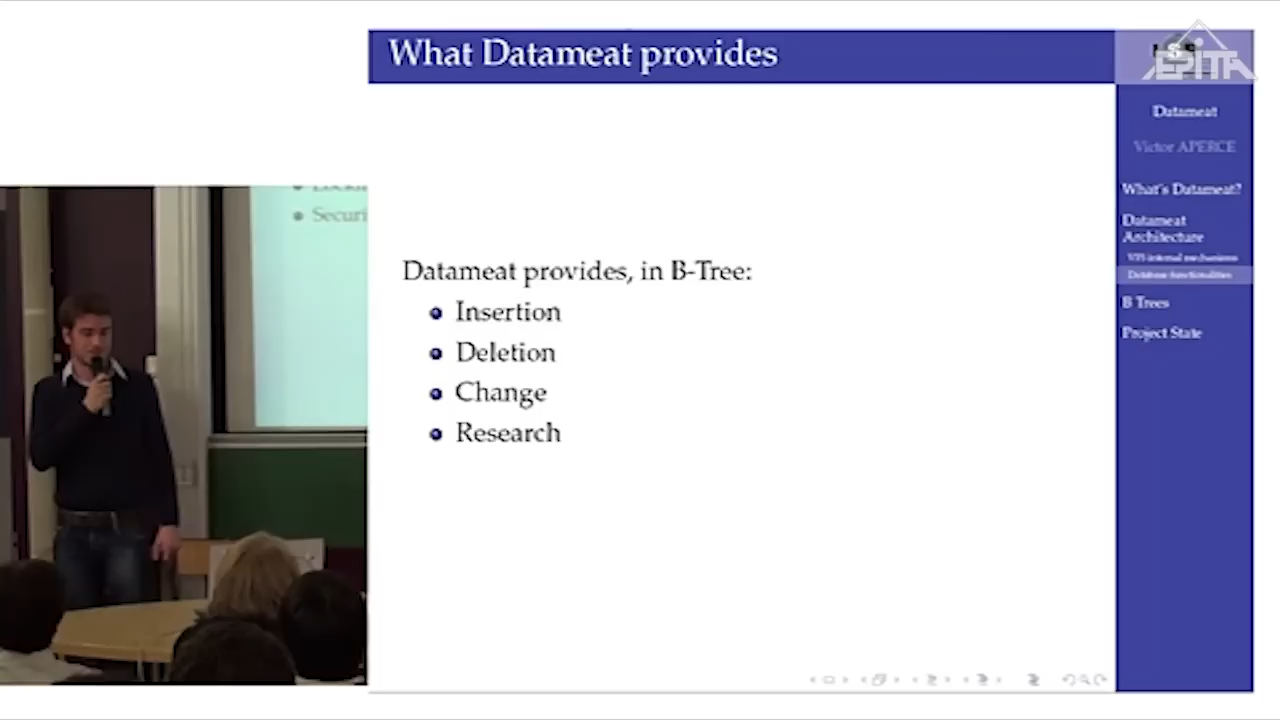 What Datameat provides
EPITA
Datameat
Victor APERCE
What's Datameat?
Datameat
Architecture
VFS internal mechanisms
Database functionalities
B Trees
Project State
Datameat provides, in B-Tree:
Insertion
Deletion
Change
Research
Securi